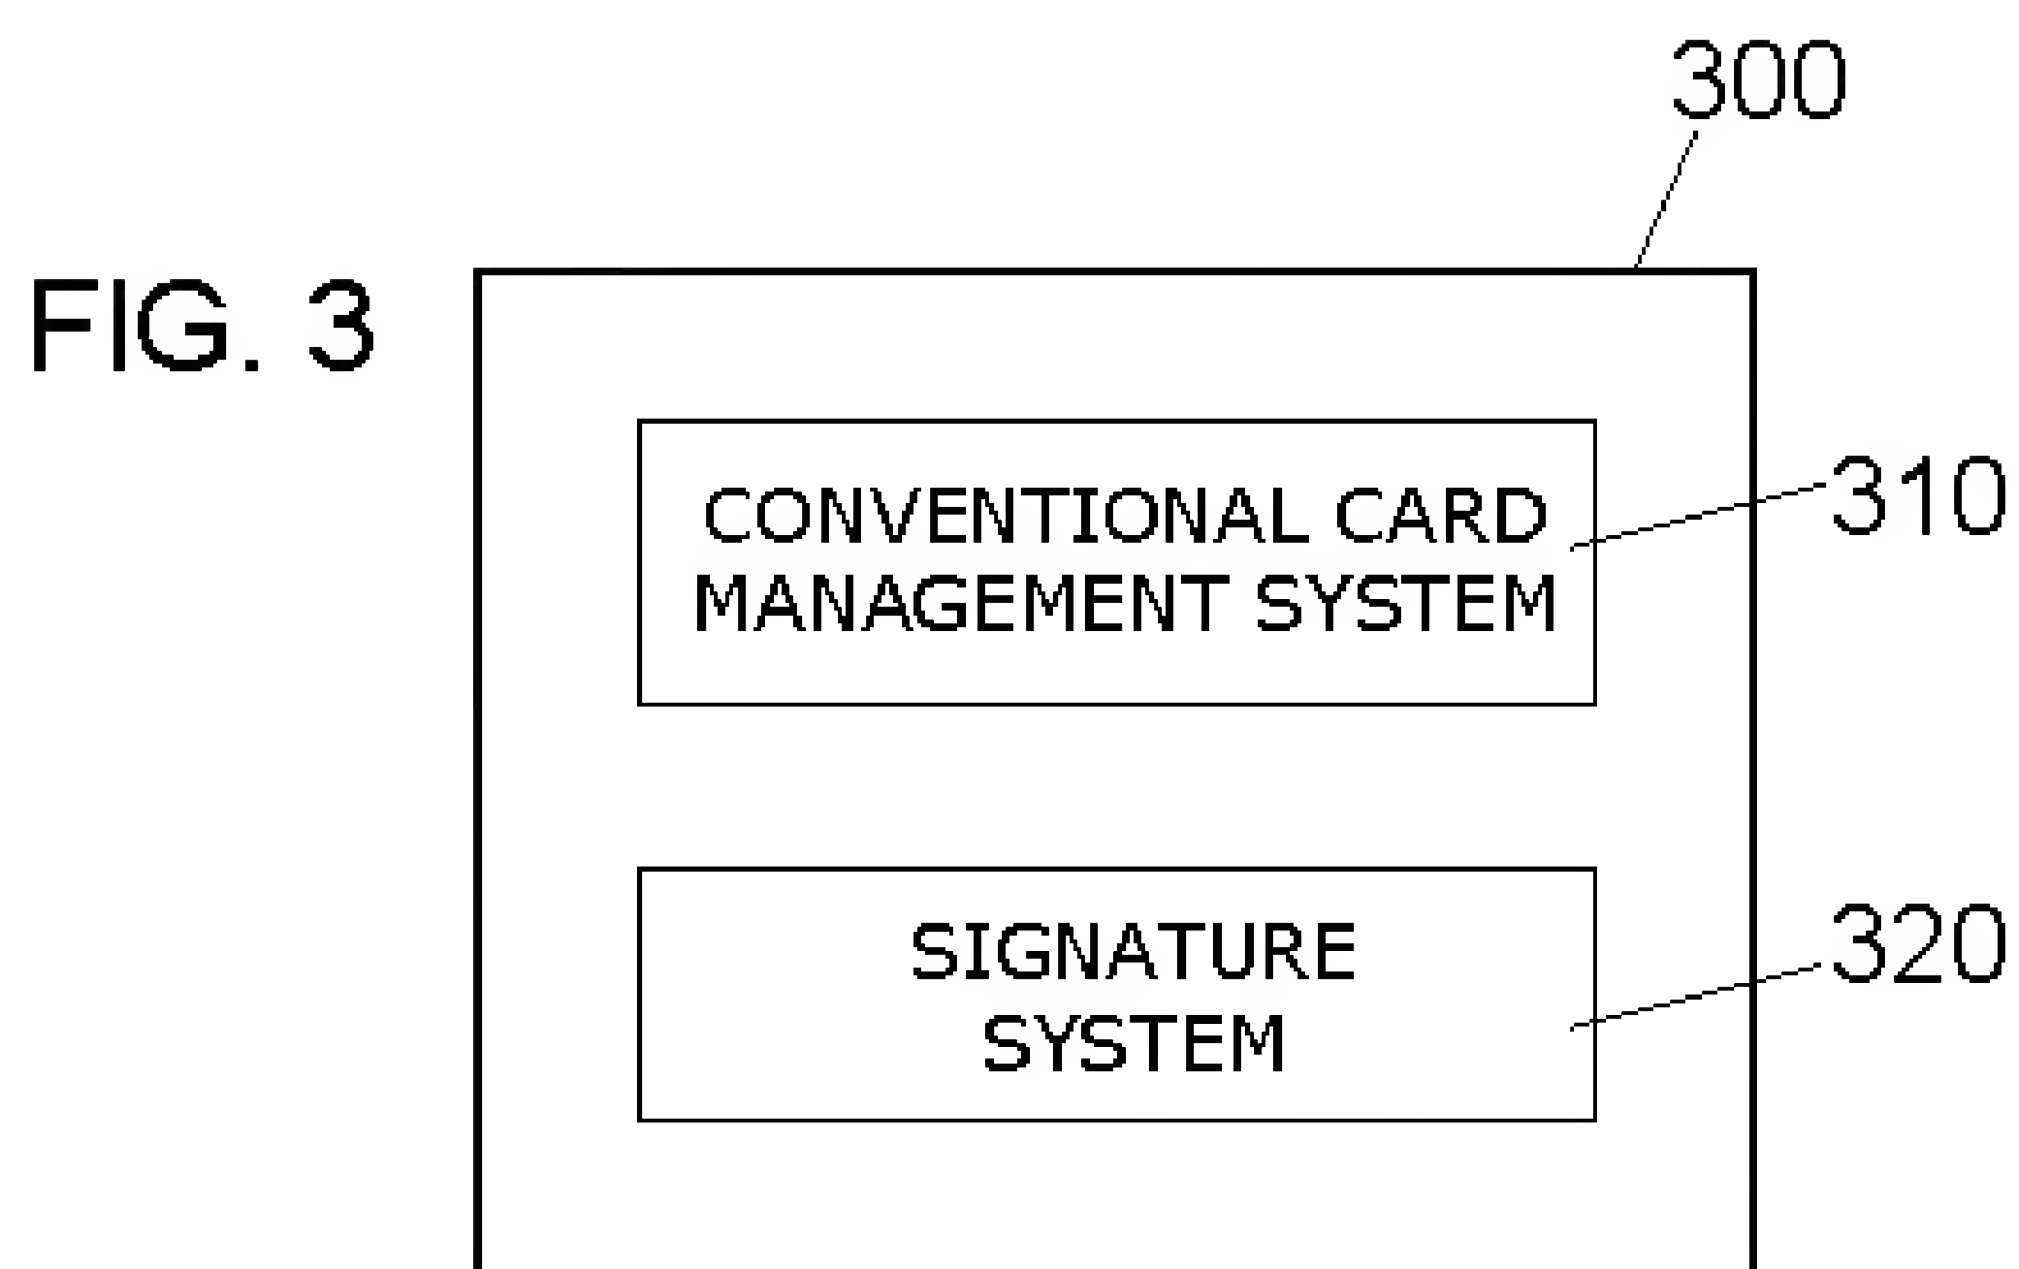 300
FIG. 3
CONVENTIONAL CARD
MANAGEMENT SYSTEM
310
SIGNATURE
SYSTEM
320